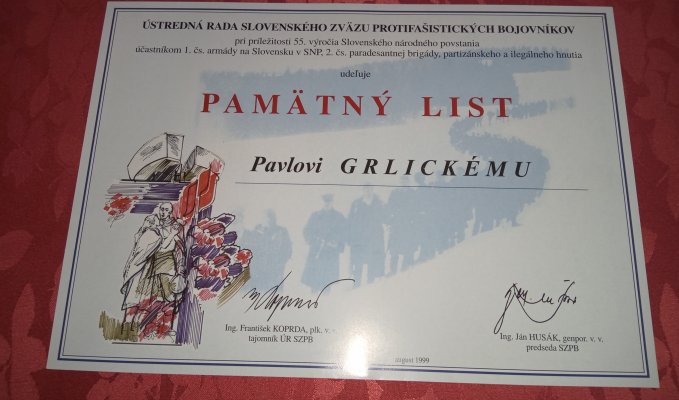 ÚSTREDNÁ RADA SLOVENSKÉHO ZVÄZU PROTIFAŠISTICKÝCH BOJOVNÍKOV
pri príležitosti 55. výročia Slovenského národného povstania
účastníkom 1. čs. armády na Slovensku v SNP, 2. čs. paradesantnej brigády, partizánskeho a ilegálneho hnutia
udeľuje
PAMÄTNÝ LIST
Pavlovi GRLICKÉMU
Ing. František KOPRDA, plk. v.
tajomník ÚR SZPB
Ing. Ján HUSÁK, genpor. v. v.
predseda SZPB
august 1999